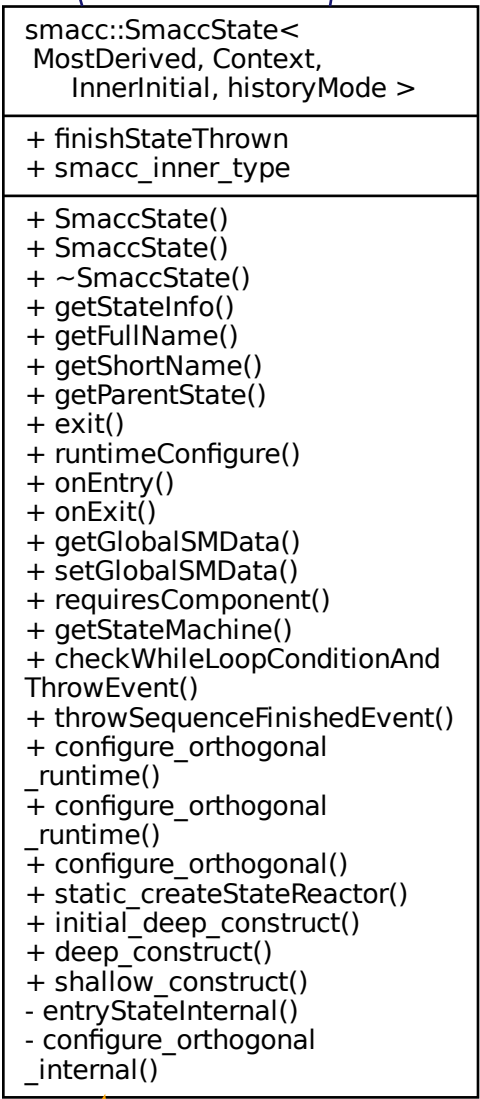 smacc::SmaccState<
MostDerived, Context,
InnerInitial, historyMode >
+ finishStateThrown
+ smacc_inner_type
+ SmaccState()
+ SmaccState()
+ ~SmaccState()
+ getStateInfo()
+ getFullName()
+ getShortName()
+ getParentState()
+ exit()
+ runtimeConfigure()
+ onEntry()
+ onExit()
+ getGlobalSMData()
+ setGlobalSMData()
+ requiresComponent()
+ getStateMachine()
+ checkWhileLoopConditionAnd
ThrowEvent()
+ throwSequenceFinishedEvent()
+ configure_orthogonal
_runtime()
+ configure_orthogonal
_runtime()
+ configure_orthogonal()
+ static_createStateReactor()
+ initial_deep_construct()
+ deep_construct()
+ shallow_construct()
- entryStateInternal()
- configure_orthogonal
_internal()